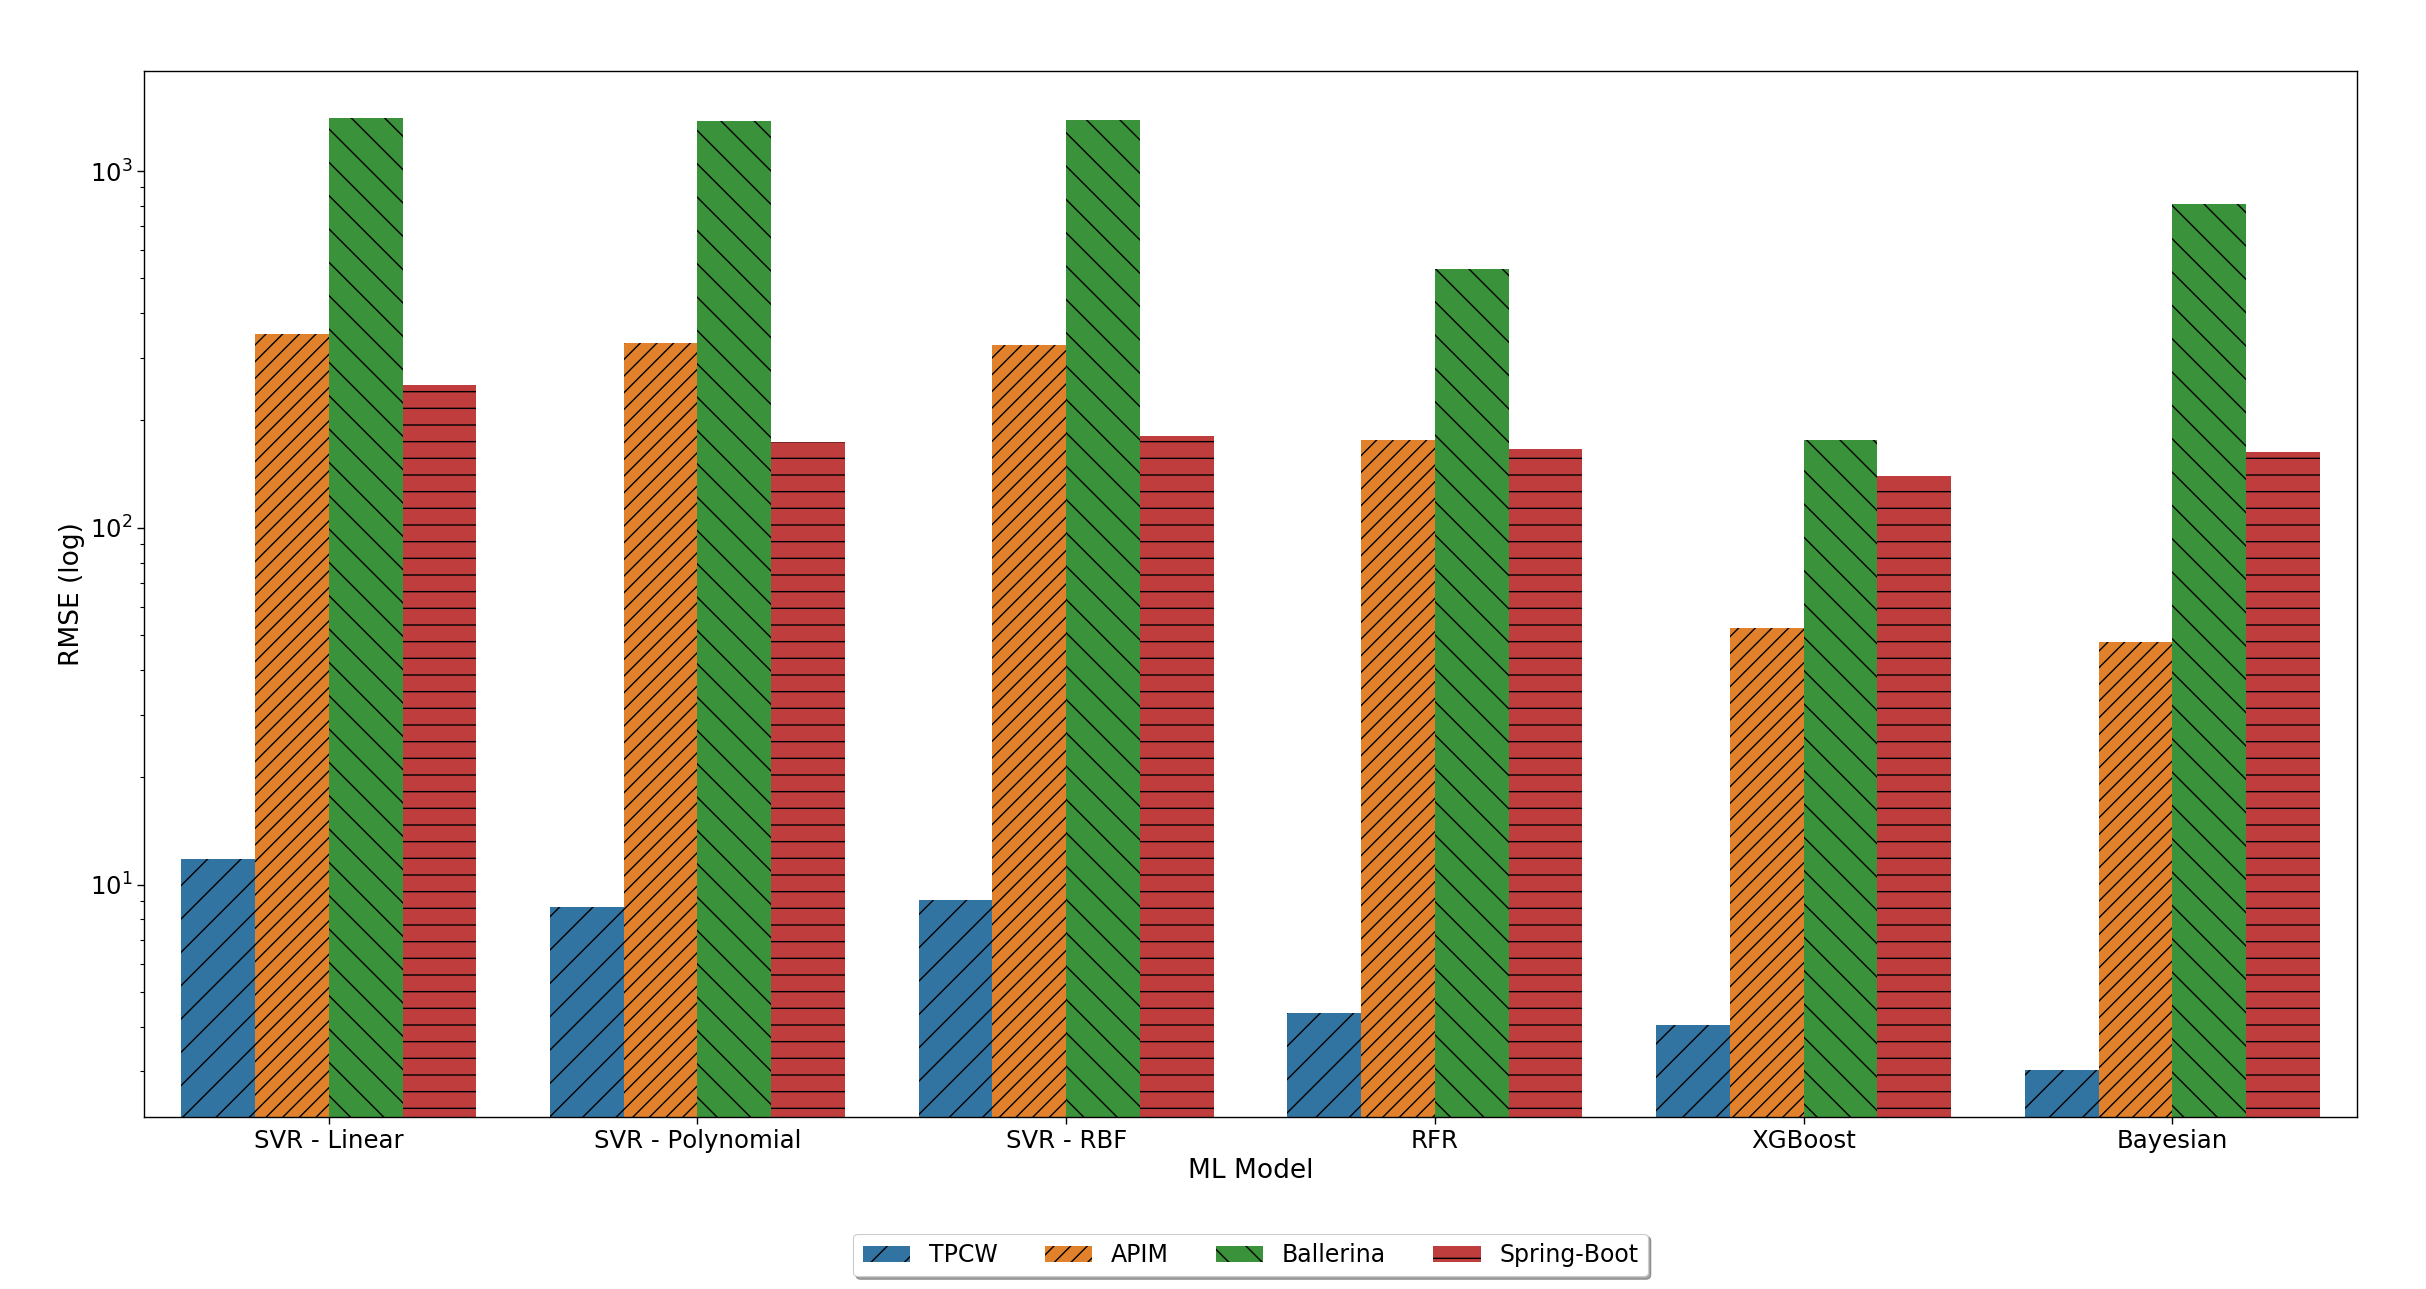 RMSE (log)
10³
10²
10¹
SVR - Linear SVR - Polynomial SVR - RBF RFR XGBoost Bayesian
ML Model
TPCW APIM Ballerina Spring-Boot